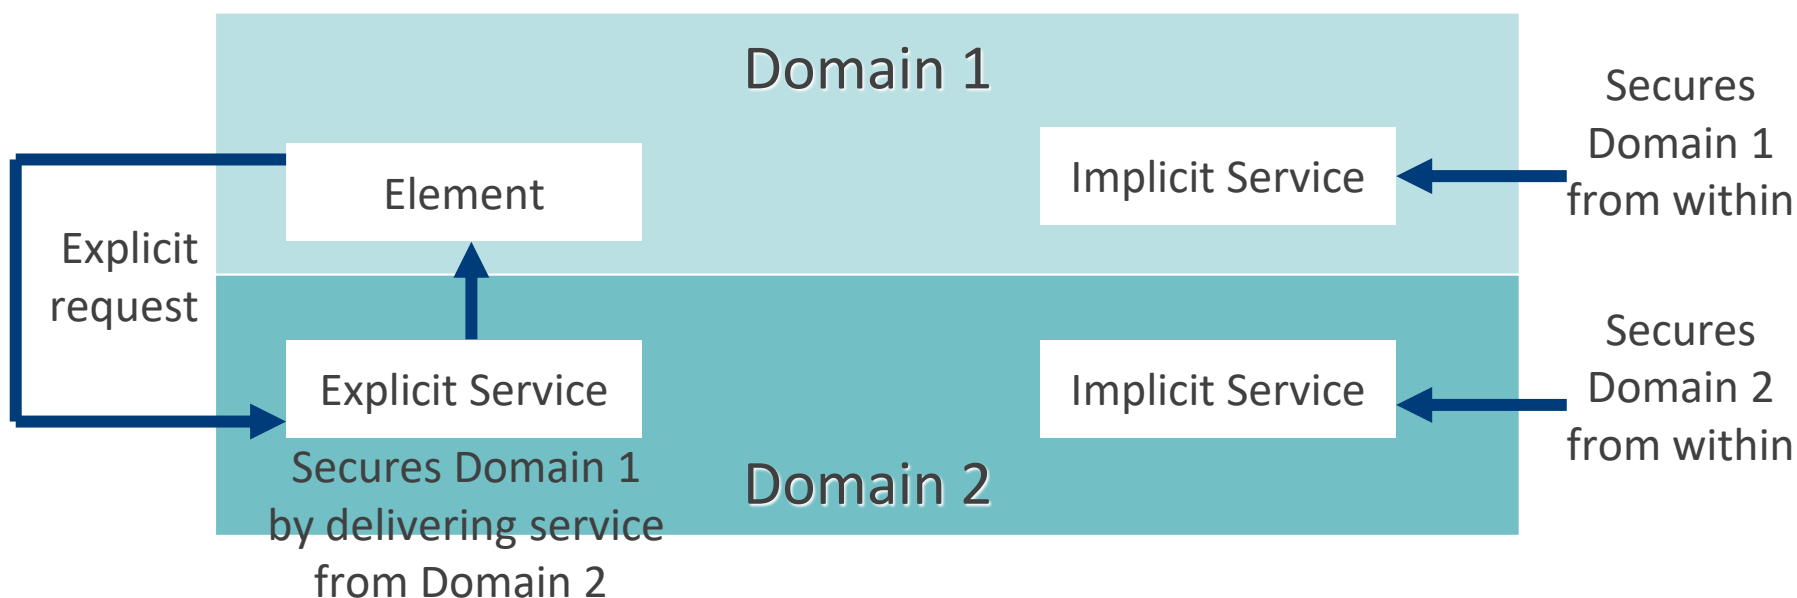 Domain 1
Element
Implicit Service
Secures
Domain 1
from within
Explicit
request
Explicit Service
Implicit Service
Secures
Domain 2
from within
Secures Domain 1
by delivering service
from Domain 2
Domain 2